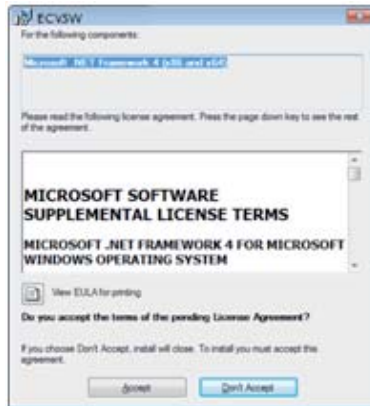 ECVSW
For the following components:
Microsoft .NET Framework 4 (x86 and x64)
Please read the following license agreement. Press the page down key to see the rest
of the agreement.
MICROSOFT SOFTWARE
SUPPLEMENTAL LICENSE TERMS
MICROSOFT .NET FRAMEWORK 4 FOR MICROSOFT
WINDOWS OPERATING SYSTEM
View EULA for printing
Do you accept the terms of the pending License Agreement?
If you choose Don't Accept, install will close. To install you must accept this
agreement.
Accept
Don't Accept